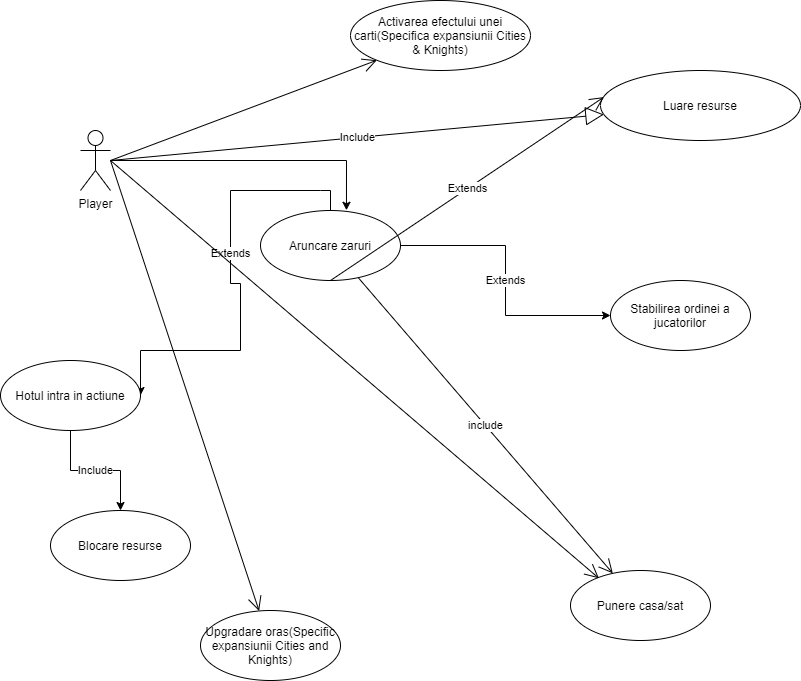 Activarea efectului unei
carti(Specifica expansiunii Cities
& Knights)
Luare resurse
Include
Extends
Player
Aruncare zaruri
Extends
Extends
Stabilirea ordinei a
jucatorilor
Hotul intra in actiune
include
Include
Blocare resurse
Punere casa/sat
Upgradare oras(Specific
expansiunii Cities and
Knights)